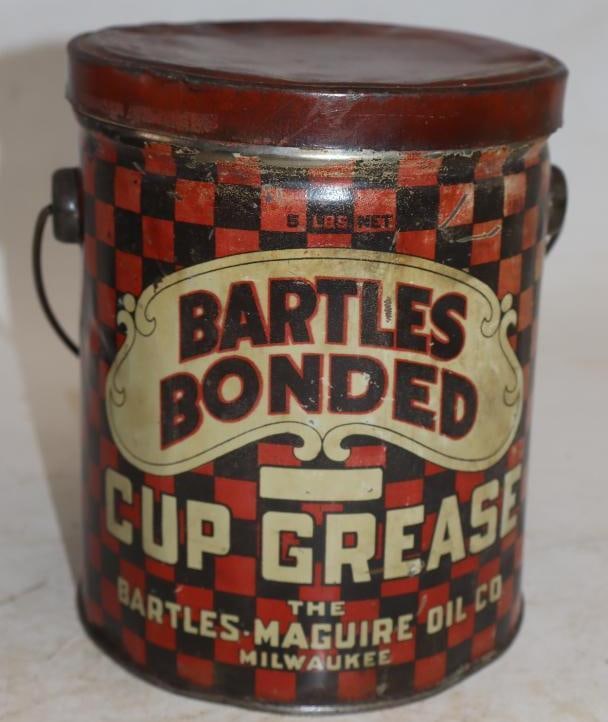 5 LBS NET
BARTLES
BONDED
CUP GREASE
THE
BARTLES-MAGUIRE OIL CO
MILWAUKEE